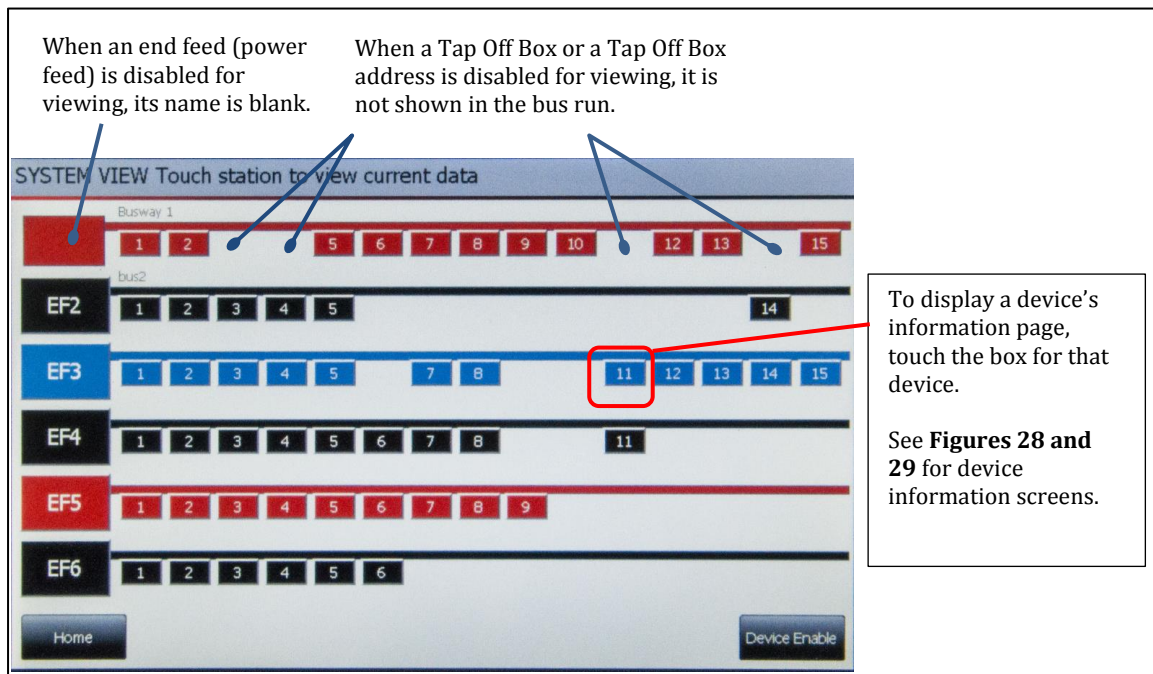 When an end feed (power
feed) is disabled for
viewing, its name is blank.
When a Tap Off Box or a Tap Off Box
address is disabled for viewing, it is
not shown in the bus run.
SYSTEM VIEW Touch station to view current data
Busway 1
1 2 5 6 7 8 9 10 12 13 15
bus2
EF2 1 2 3 4 5 14
EF3 1 2 3 4 5 7 8 11 12 13 14 15
EF4 1 2 3 4 5 6 7 8 11
EF5 1 2 3 4 5 6 7 8 9
EF6 1 2 3 4 5 6
Home Device Enable
To display a device’s
information page,
touch the box for that
device.
See Figures 28 and
29 for device
information screens.